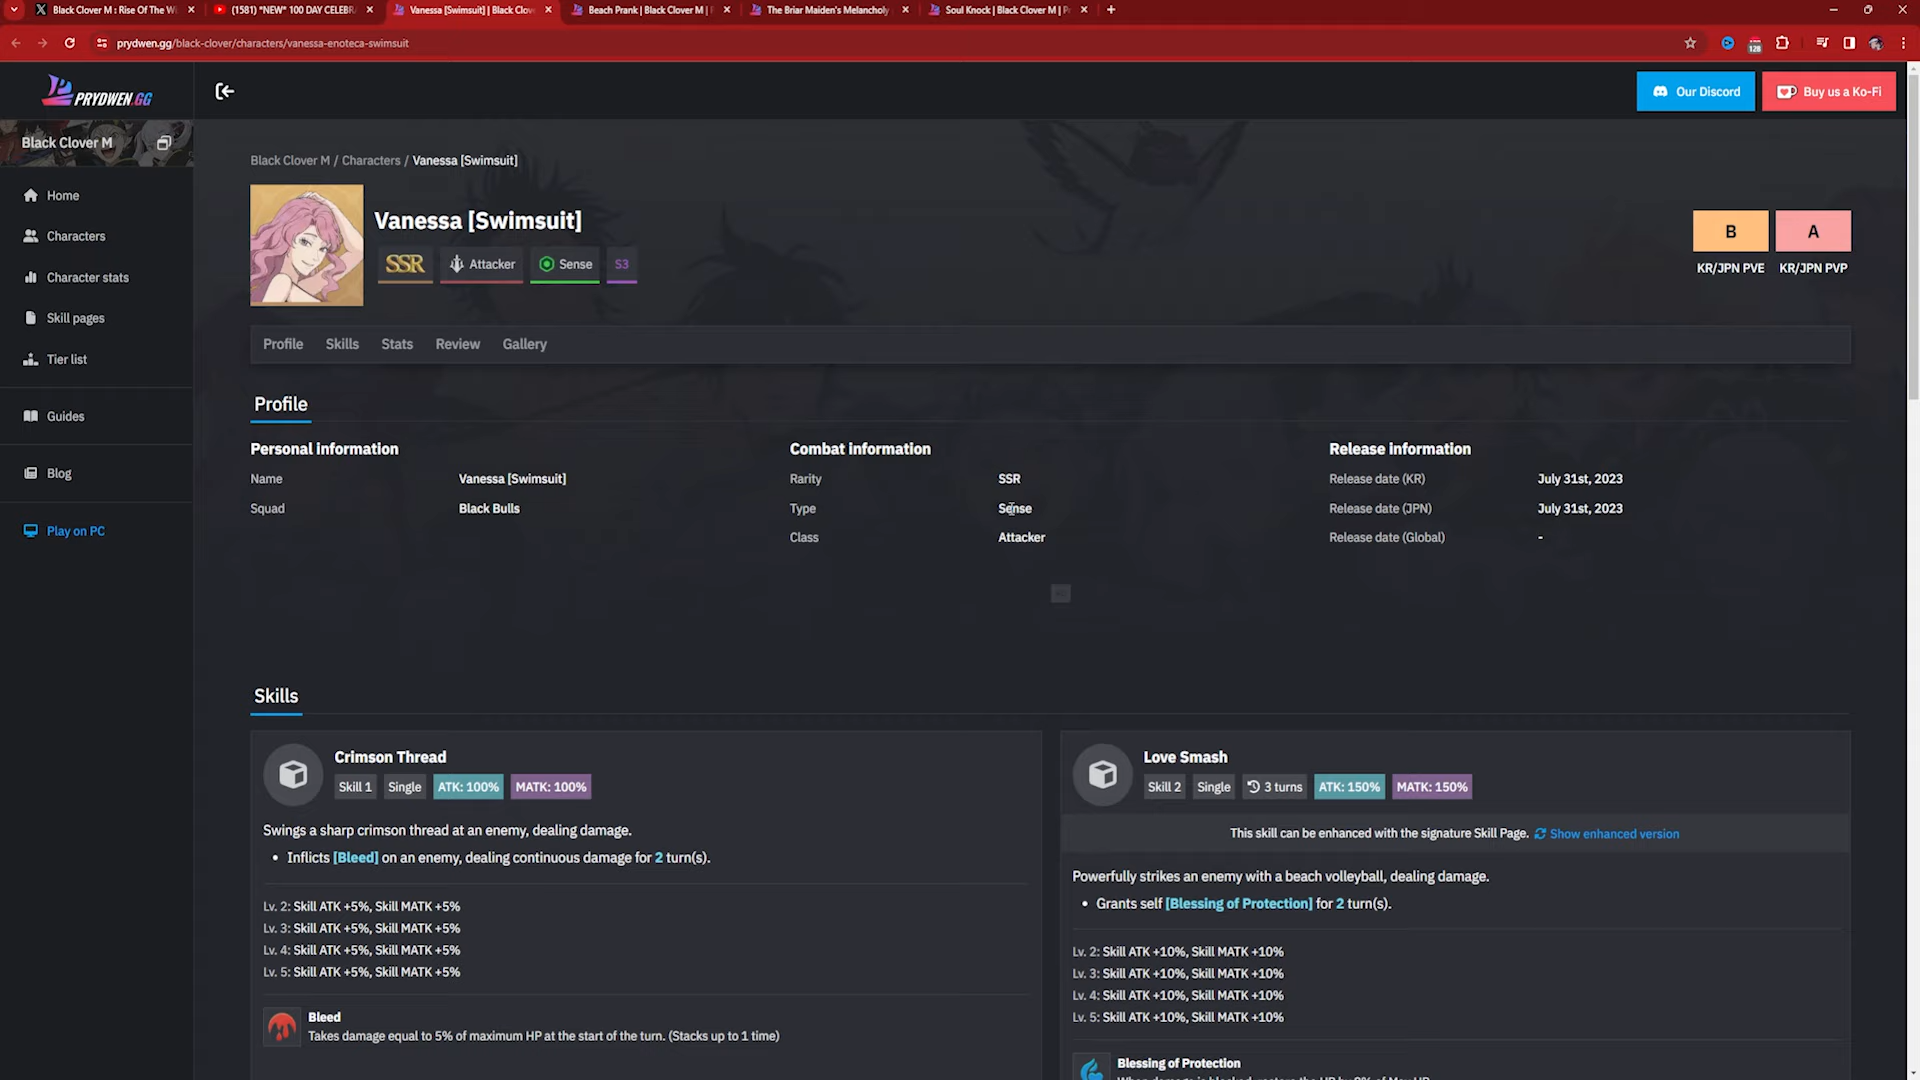 Black Clover M : Rise Of The Wi
(1581) *NEW* 100 DAY CELEBR
Vanessa [Swimsuit] | Black Clov
Beach Prank | Black Clover M |
The Briar Maiden's Melancholy
Soul Knock | Black Clover M |
prydwen.gg/black-clover/characters/vanessa-enoteca-swimsuit
128
PRYDWEN.GG
Our Discord
Buy us a Ko-Fi
Black Clover M
Home
Characters
Character stats
Skill pages
Tier list
Guides
Blog
Play on PC
Black Clover M / Characters / Vanessa [Swimsuit]
Vanessa [Swimsuit]
SSR
Attacker
Sense
S3
B
A
KR/JPN PVE
KR/JPN PVP
Profile
Skills
Stats
Review
Gallery
Profile
Personal information
Name Vanessa [Swimsuit]
Squad Black Bulls
Combat information
Rarity SSR
Type Sense
Class Attacker
Release information
Release date (KR) July 31st, 2023
Release date (JPN) July 31st, 2023
Release date (Global) -
Skills
Crimson Thread
Skill 1 Single ATK: 100% MATK: 100%
Swings a sharp crimson thread at an enemy, dealing damage.
• Inflicts [Bleed] on an enemy, dealing continuous damage for 2 turn(s).
Lv. 2: Skill ATK +5%, Skill MATK +5%
Lv. 3: Skill ATK +5%, Skill MATK +5%
Lv. 4: Skill ATK +5%, Skill MATK +5%
Lv. 5: Skill ATK +5%, Skill MATK +5%
Bleed
Takes damage equal to 5% of maximum HP at the start of the turn. (Stacks up to 1 time)
Love Smash
Skill 2 Single 3 turns ATK: 150% MATK: 150%
This skill can be enhanced with the signature Skill Page. Show enhanced version
Powerfully strikes an enemy with a beach volleyball, dealing damage.
• Grants self [Blessing of Protection] for 2 turn(s).
Lv. 2: Skill ATK +10%, Skill MATK +10%
Lv. 3: Skill ATK +10%, Skill MATK +10%
Lv. 4: Skill ATK +10%, Skill MATK +10%
Lv. 5: Skill ATK +10%, Skill MATK +10%
Blessing of Protection